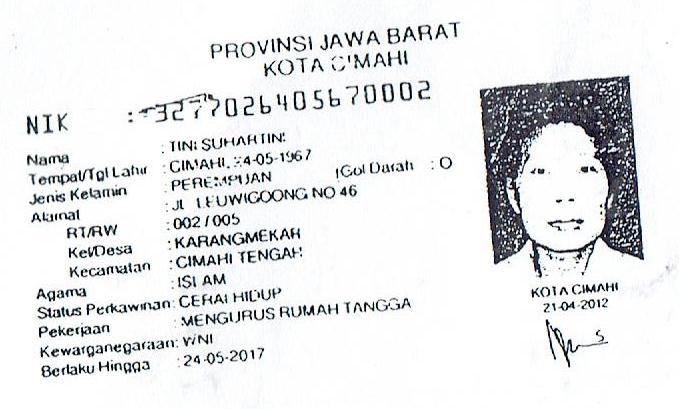 PROVINSI JAWA BARAT
KOTA CIMAHI
NIK : 3277026405670002
Nama : TINI SUHARTINI
Tempat/Tgl Lahir : CIMAHI, 24-05-1967
Jenis Kelamin : PEREMPUAN Gol Darah : O
Alamat : JL LEUWIGOONG NO 46
RT/RW : 002 / 005
Kel/Desa : KARANGMEKAR
Kecamatan : CIMAHI TENGAH
Agama : ISLAM
Status Perkawinan: CERAI HIDUP
Pekerjaan : MENGURUS RUMAH TANGGA
Kewarganegaraan: WNI
Berlaku Hingga : 24-05-2017
KOTA CIMAHI
21-04-2012